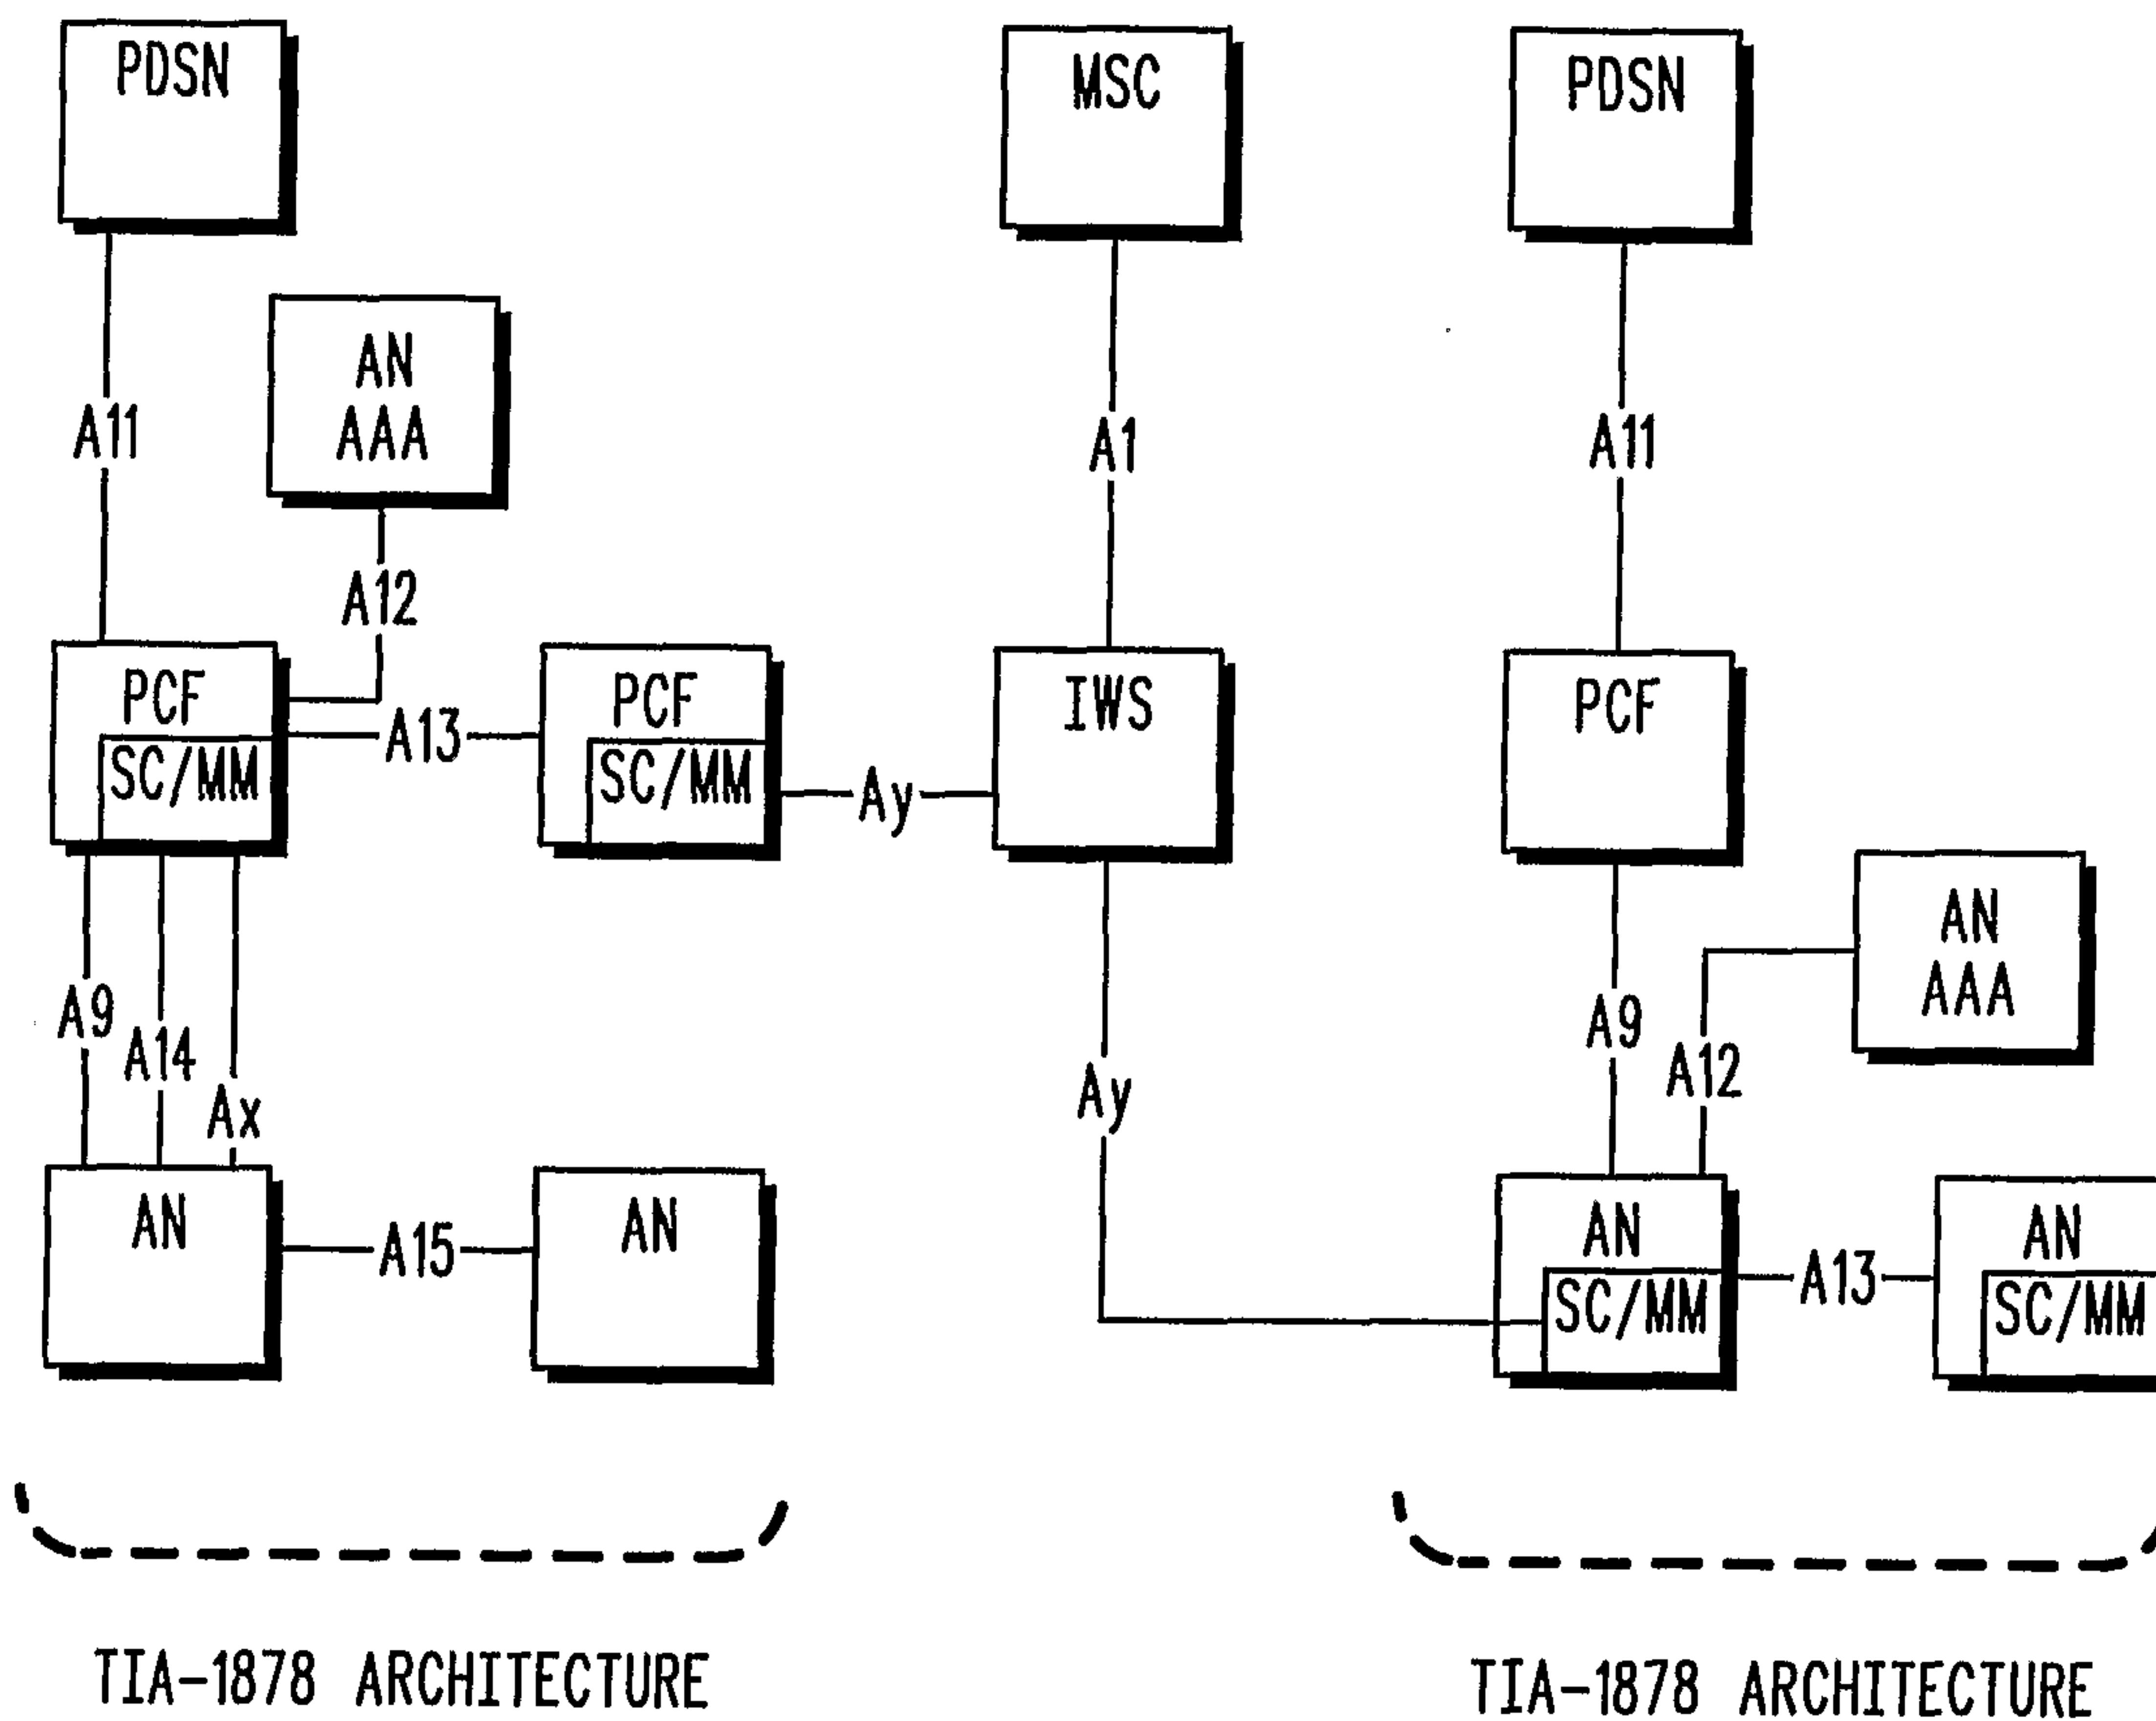 PDSN
MSC
PDSN
AN
AAA
A11
A1
A11
A12
PCF
SC/MM
A13
PCF
SC/MM
Ay
IWS
PCF
AN
AAA
A9
A14
Ax
Ay
A9
A12
AN
A15
AN
AN
SC/MM
A13
AN
SC/MM
TIA-1878 ARCHITECTURE
TIA-1878 ARCHITECTURE